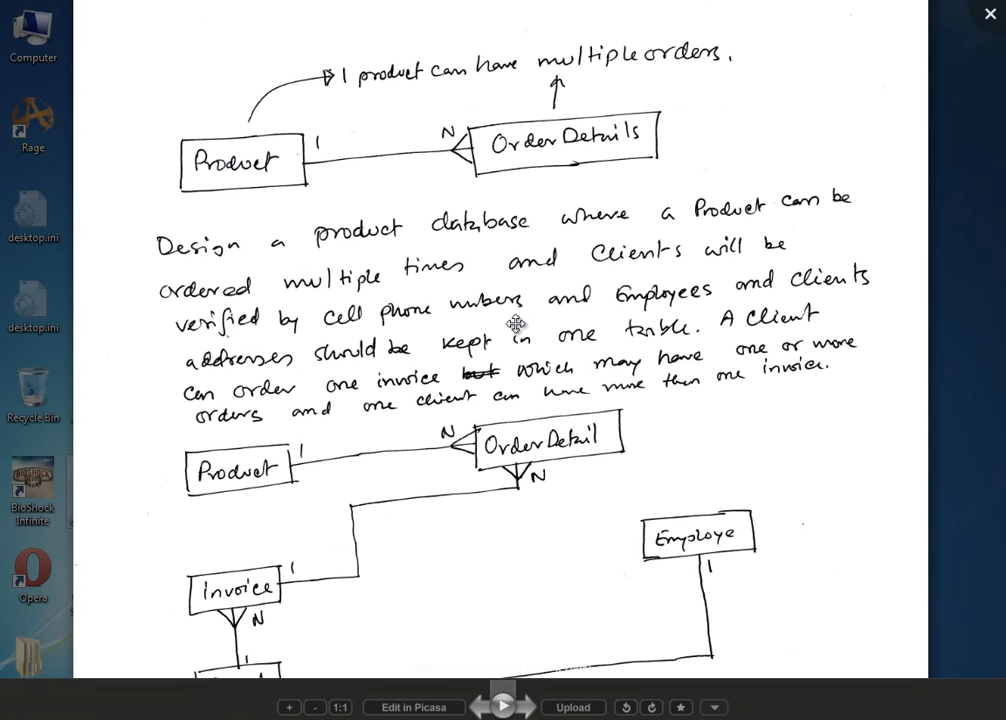 Computer
Rage
desktop.ini
desktop.ini
Recycle Bin
BioShock
Infinite
Opera
1 product can have multiple orders.
Product
1
N
Order Details
Design a product database where a Product can be
ordered multiple times and Clients will be
verified by cell phone numbers and Employees and clients
addresses should be kept in one table. A client
can order one invoice but which may have one or more
orders and one client can have more then one invoice.
Product
1
N
Order Detail
N
Employe
1
Invoice
1
N
1
+
-
1:1
Edit in Picasa
Upload